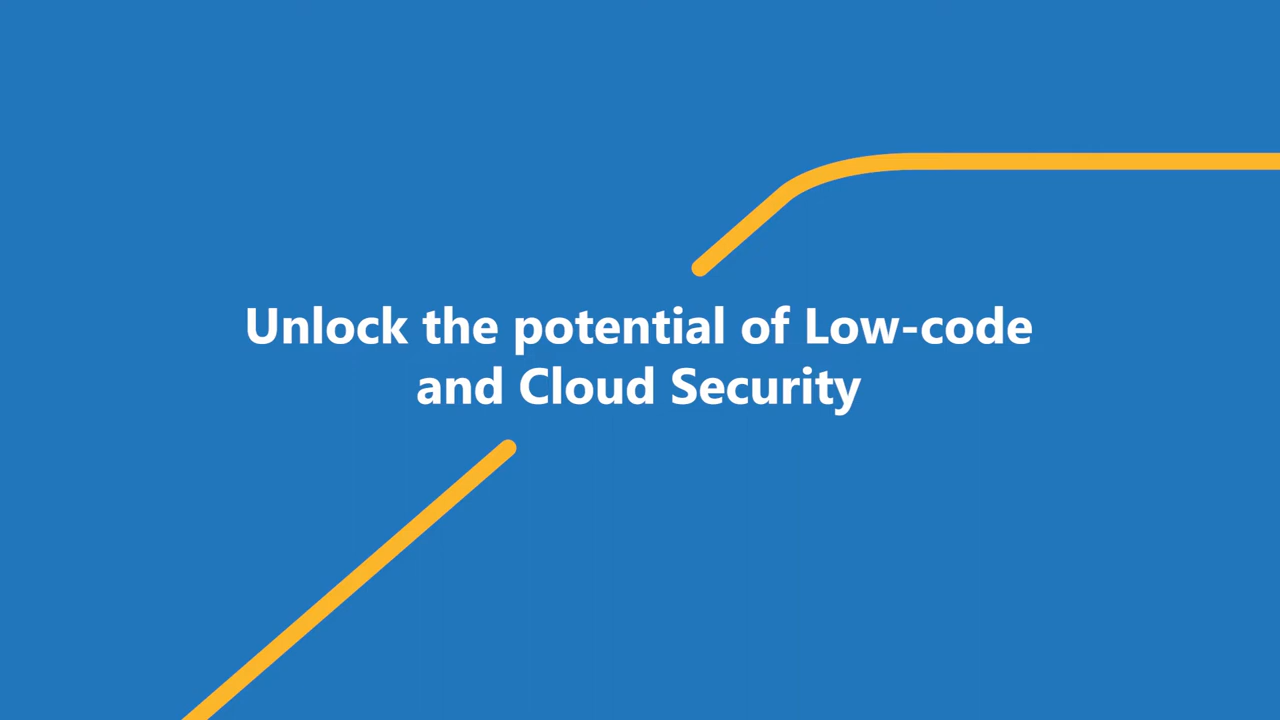 Unlock the potential of Low-code
and Cloud Security